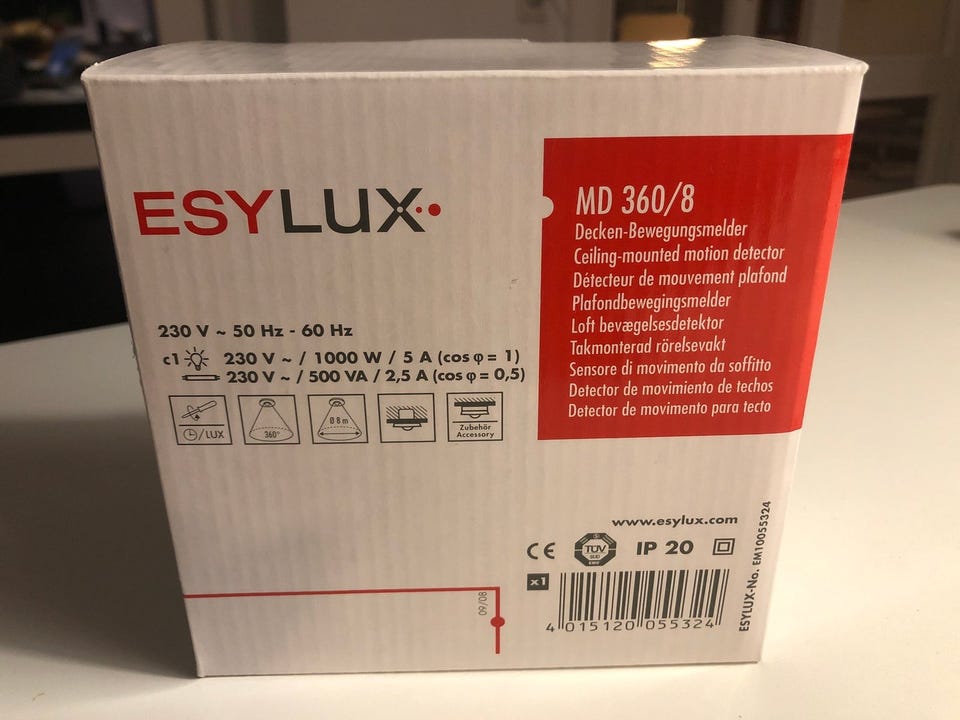 ESYLUX
MD 360/8
Decken-Bewegungsmelder
Ceiling-mounted motion detector
Détecteur de mouvement plafond
Plafondbewegingsmelder
Loft bevægelsesdetektor
Takmonterad rörelsevakt
Sensore di movimento da soffitto
Detector de movimiento de techos
Detector de movimento para tecto
230 V ~ 50 Hz - 60 Hz
c1 230 V ~ / 1000 W / 5 A (cos φ = 1)
230 V ~ / 500 VA / 2,5 A (cos φ = 0,5)
/LUX
360°
Ø 8 m
Zubehör
Accessory
www.esylux.com
CE TÜV SÜD IP 20
x1
4 015120 055324
ESYLUX-No. EM10055324
09/08